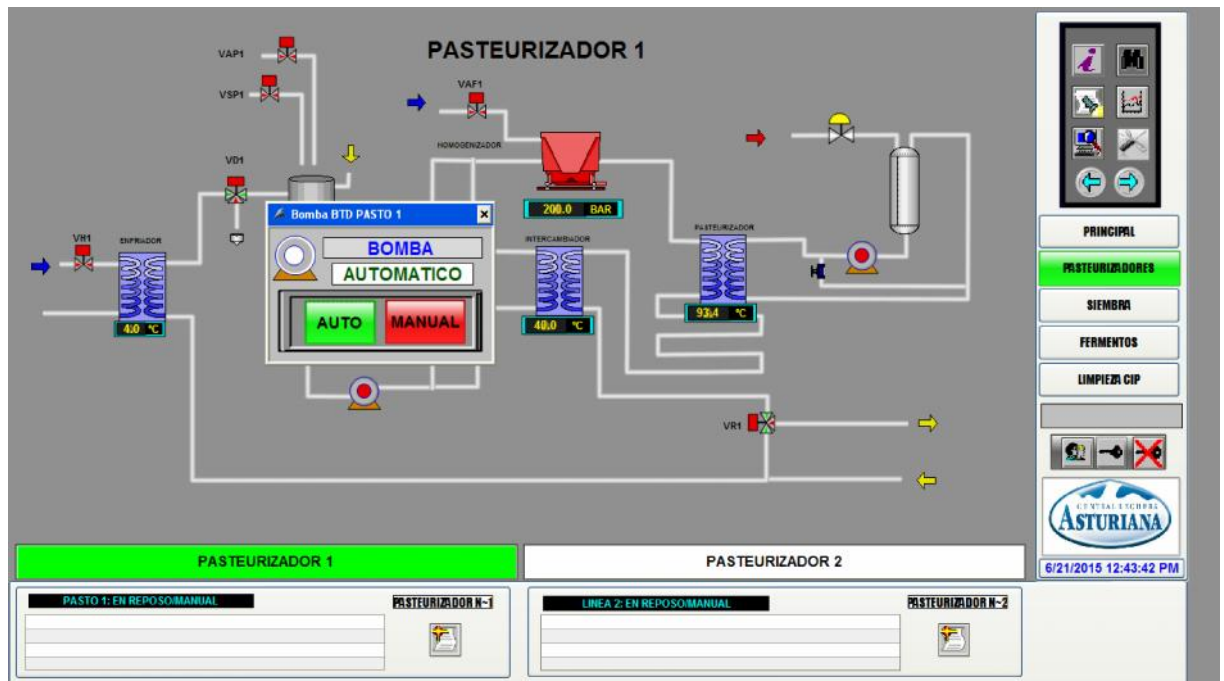 PASTEURIZADOR 1
VAP1
VSP1
VAF1
HOMOGENIZADOR
VD1
200.0 BAR
Bomba BTD PASTO 1
BOMBA
AUTOMATICO
AUTO MANUAL
VH1
ENFRIADOR
4.0 °C
INTERCAMBIADOR
40.0 °C
PASTEURIZADOR
93.4 °C
VR1
PRINCIPAL
PASTEURIZADORES
SIEMBRA
FERMENTOS
LIMPIEZA CIP
CENTRAL LECHERA
ASTURIANA
6/21/2015 12:43:42 PM
PASTEURIZADOR 1 PASTEURIZADOR 2
PASTO 1: EN REPOSO/MANUAL
PASTEURIZADOR N~1
LINEA 2: EN REPOSO/MANUAL
PASTEURIZADOR N~2